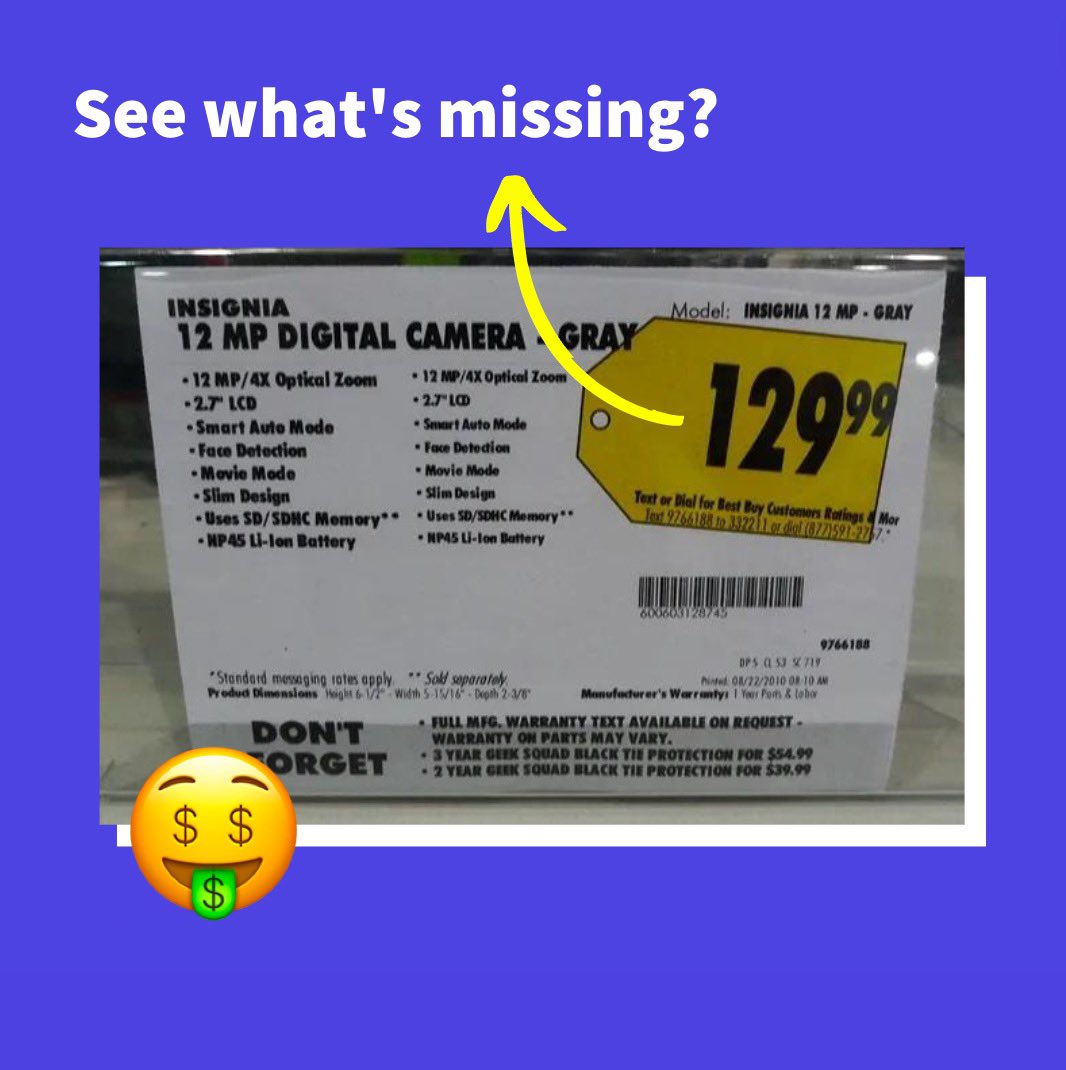 See what's missing?
INSIGNIA
12 MP DIGITAL CAMERA - GRAY
Model: INSIGNIA 12 MP - GRAY
• 12 MP/4X Optical Zoom
• 2.7" LCD
• Smart Auto Mode
• Face Detection
• Movie Mode
• Slim Design
• Uses SD/SDHC Memory**
• NP45 Li-Ion Battery
• 12 MP/4X Optical Zoom
• 2.7" LCD
• Smart Auto Mode
• Face Detection
• Movie Mode
• Slim Design
• Uses SD/SDHC Memory**
• NP45 Li-Ion Battery
129 99
Text or Dial for Best Buy Customers Ratings & Mor
Text 9766188 to 332211 or dial (877)591-2757.*
600603128745
9766188
DP 5 CL 53 SC 719
Printed: 08/22/2010 08:10 AM
*Standard messaging rates apply. ** Sold separately.
Product Dimensions Height 6-1/2" - Width 5-15/16" - Depth 2-3/8"
Manufacturer's Warranty: 1 Year Parts & Labor
DON'T
ORGET
• FULL MFG. WARRANTY TEXT AVAILABLE ON REQUEST -
WARRANTY ON PARTS MAY VARY.
• 3 YEAR GEEK SQUAD BLACK TIE PROTECTION FOR $54.99
• 2 YEAR GEEK SQUAD BLACK TIE PROTECTION FOR $39.99
$ $
$